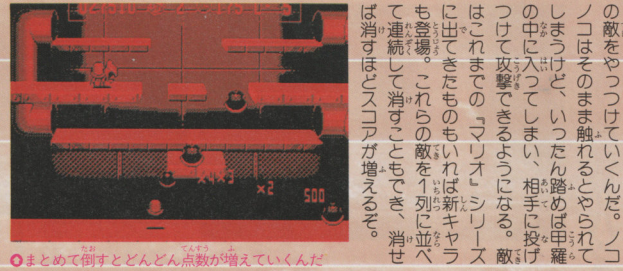 の敵をやっつけていくんだ。ノコ
ノコはそのまま触れるとやられて
しまうけど、いったん踏めば甲羅
の中に入ってしまい、相手に投げ
つけて攻撃できるようになる。敵
はこれまでの『マリオ』シリーズ
に出てきたものもいれば新キャラ
も登場。これらの敵を1列に並べ
て連続して消すこともでき、消せ
ば消すほどスコアが増えるぞ。
×4×3
×2
500
まとめて倒すとどんどん点数が増えていくんだ